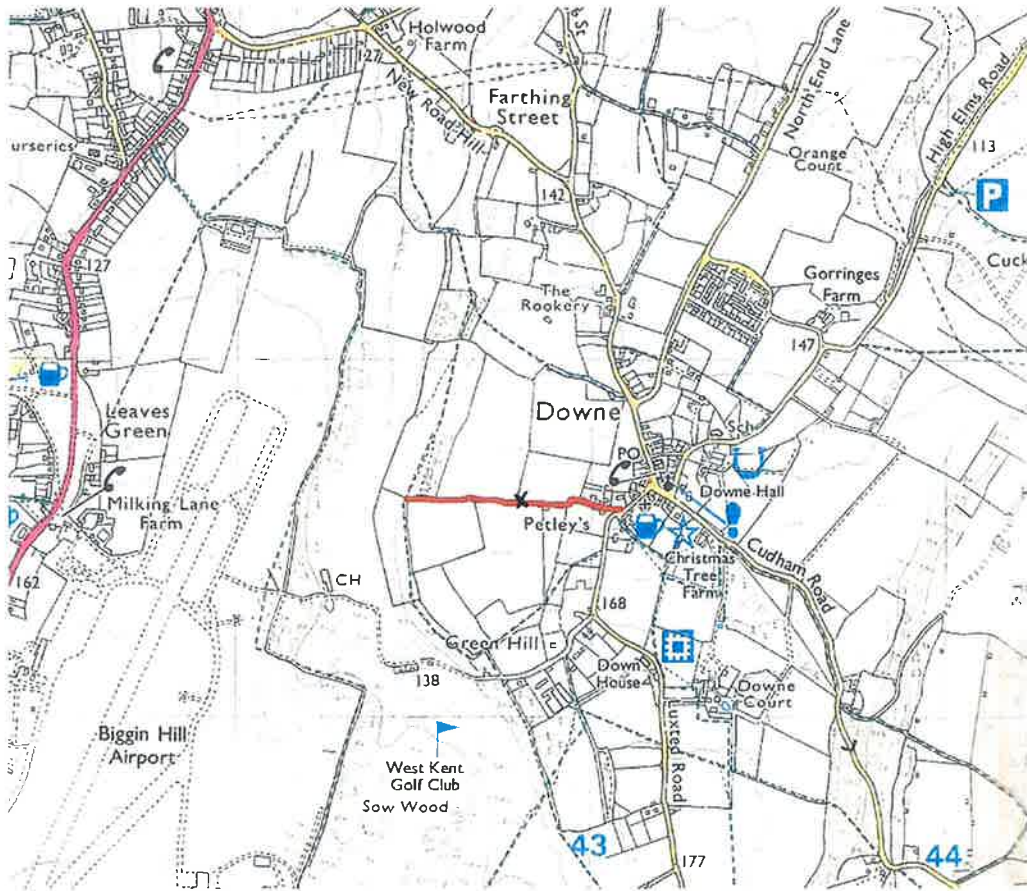 Holwood
Farm
127
New Road Hill
Farthing
Street
St
North End Lane
High Elms Road
113
P
Orange
Court
urseries
142
127
The
Rookery
Gorringes
Farm
Cuck
147
Leaves
Green
Downe
Sch
PO
Downe Hall
Milking Lane
Farm
X
Petley's
Christmas
Tree
Farm
Cudham Road
162
CH
168
Green Hill
138
Down
House
Downe
Court
Biggin Hill
Airport
West Kent
Golf Club
Sow Wood
Luxted Road
43
177
44